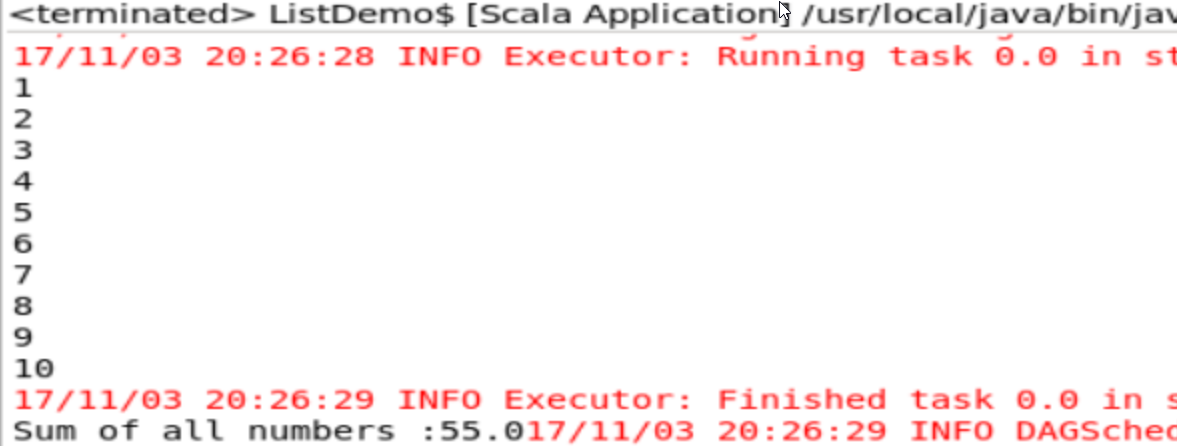 <terminated> ListDemo$ [Scala Application] /usr/local/java/bin/jav
17/11/03 20:26:28 INFO Executor: Running task 0.0 in st
1
2
3
4
5
6
7
8
9
10
17/11/03 20:26:29 INFO Executor: Finished task 0.0 in s
Sum of all numbers :55.017/11/03 20:26:29 INFO DAGSched